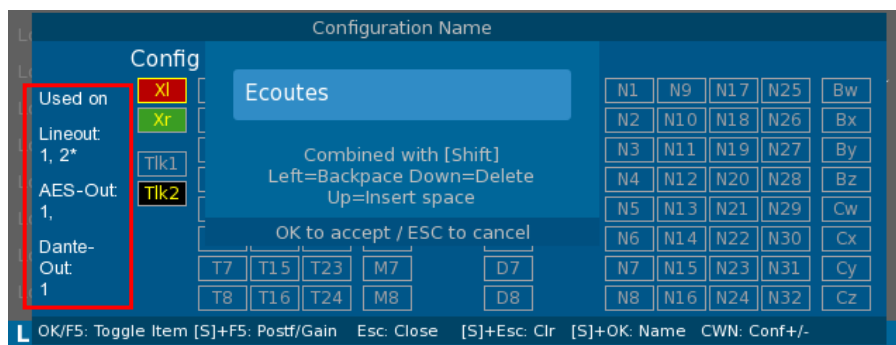 Configuration Name
Config
Used on
Lineout:
1, 2*
AES-Out:
1,
Dante-
Out:
1
Xl
Xr
Tlk1
Tlk2
Ecoutes
Combined with [Shift]
Left=Backpace Down=Delete
Up=Insert space
OK to accept / ESC to cancel
N1 N9 N17 N25 Bw
N2 N10 N18 N26 Bx
N3 N11 N19 N27 By
N4 N12 N20 N28 Bz
N5 N13 N21 N29 Cw
N6 N14 N22 N30 Cx
T7 T15 T23 M7 D7 N7 N15 N23 N31 Cy
T8 T16 T24 M8 D8 N8 N16 N24 N32 Cz
L OK/F5: Toggle Item [S]+F5: Postf/Gain Esc: Close [S]+Esc: Clr [S]+OK: Name CWN: Conf+/-